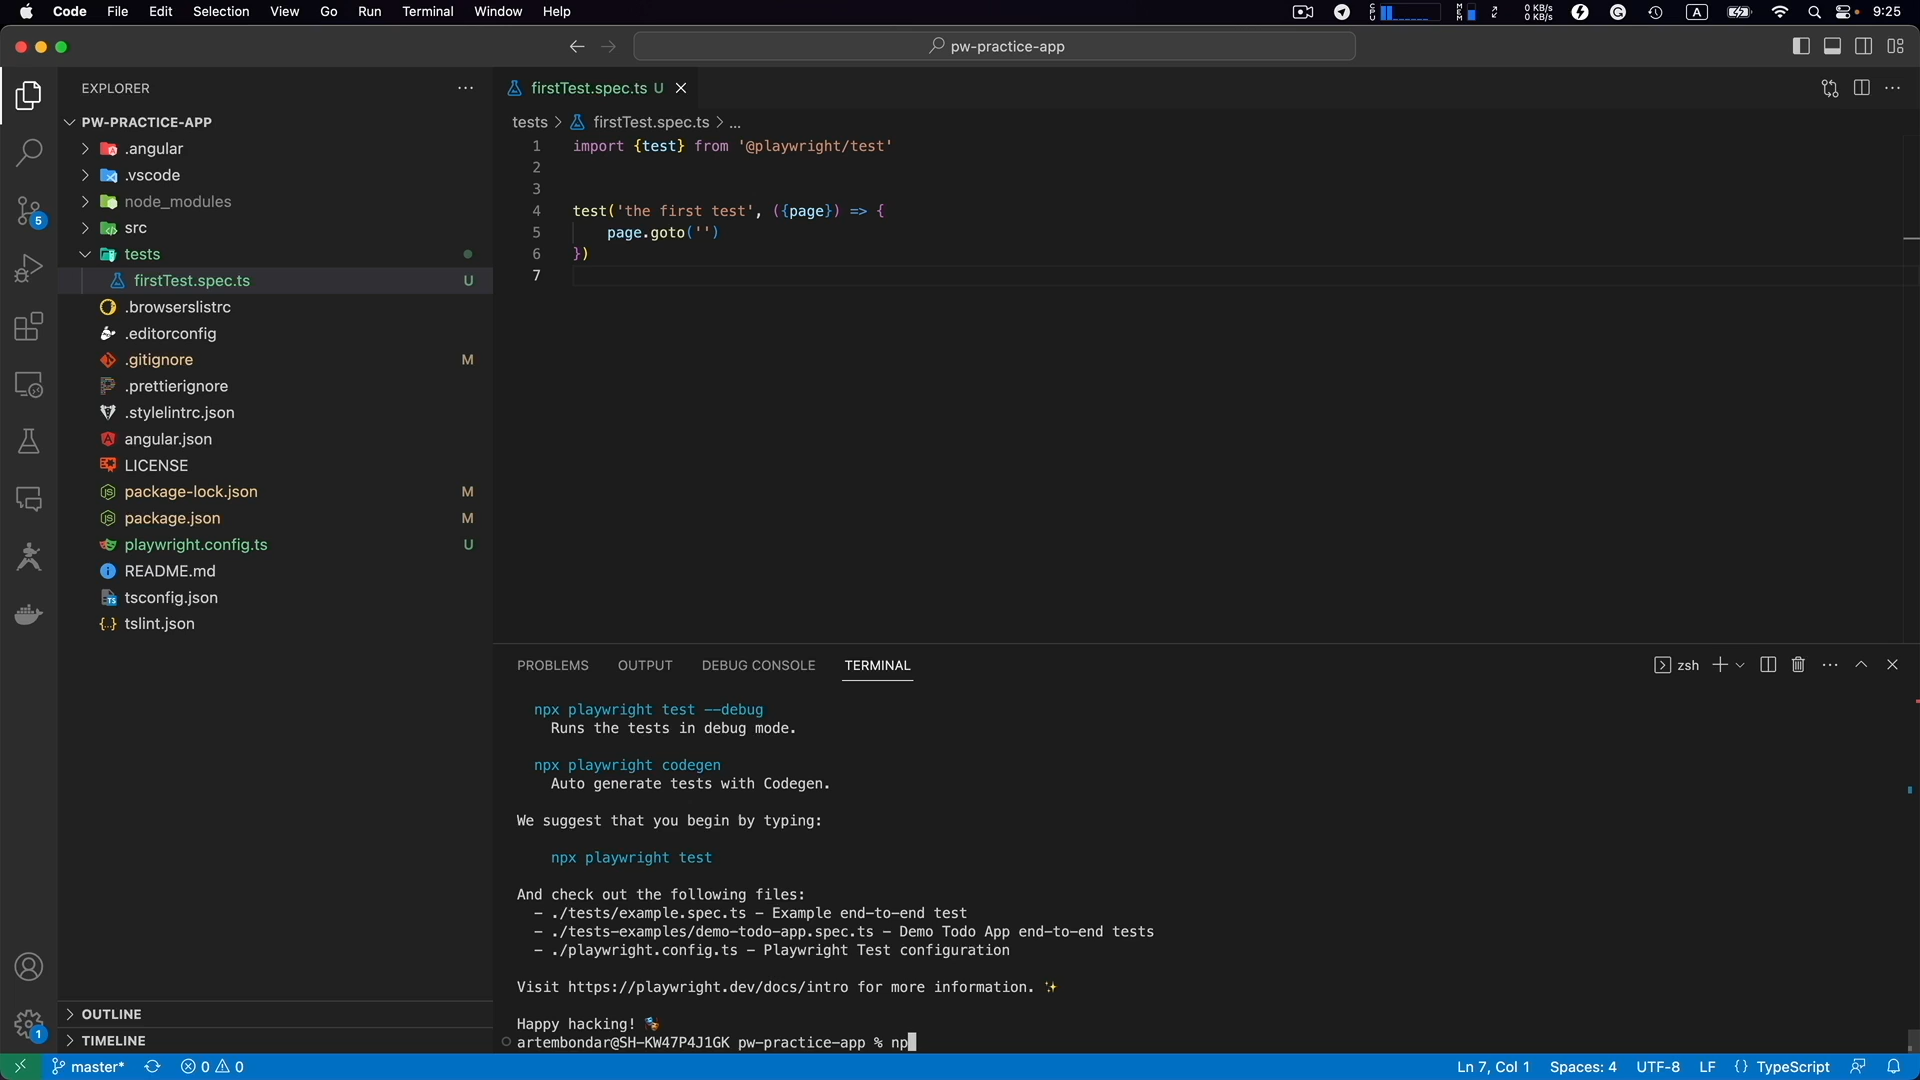 Code File Edit Selection View Go Run Terminal Window Help
CPU
MEM
0 KB/s
0 KB/s
A
9:25
pw-practice-app
EXPLORER
PW-PRACTICE-APP
.angular
.vscode
node_modules
src
tests
firstTest.spec.ts U
.browserslistrc
.editorconfig
.gitignore M
.prettierignore
.stylelintrc.json
angular.json
LICENSE
package-lock.json M
package.json M
playwright.config.ts U
README.md
tsconfig.json
tslint.json
OUTLINE
TIMELINE
5
1
firstTest.spec.ts U
tests > firstTest.spec.ts > ...
1 import {test} from '@playwright/test'
2
3
4 test('the first test', ({page}) => {
5 page.goto('')
6 })
7
PROBLEMS OUTPUT DEBUG CONSOLE TERMINAL
zsh
npx playwright test --debug
Runs the tests in debug mode.
npx playwright codegen
Auto generate tests with Codegen.
We suggest that you begin by typing:
npx playwright test
And check out the following files:
- ./tests/example.spec.ts - Example end-to-end test
- ./tests-examples/demo-todo-app.spec.ts - Demo Todo App end-to-end tests
- ./playwright.config.ts - Playwright Test configuration
Visit https://playwright.dev/docs/intro for more information. ✨
Happy hacking! 🎭
artembondar@SH-KW47P4J1GK pw-practice-app % np
master* 0 0 Ln 7, Col 1 Spaces: 4 UTF-8 LF {} TypeScript